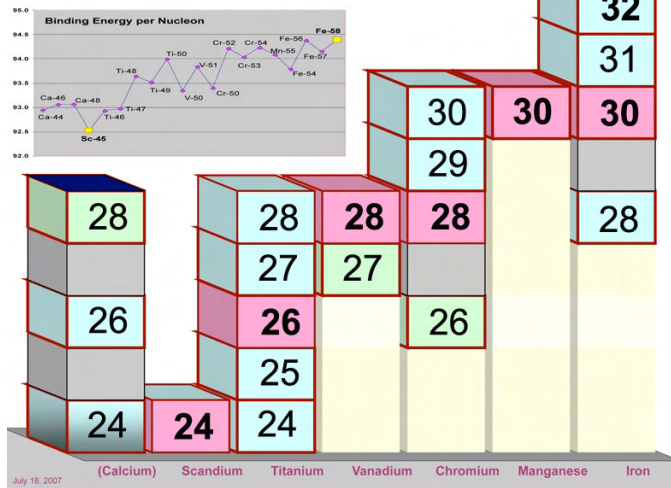 95.0
Binding Energy per Nucleon
94.5
94.0
93.5
93.0
92.5
92.0
Ca-46
Ca-44
Ca-48
Sc-45
Ti-46
Ti-47
Ti-48
Ti-49
Ti-50
V-50
V-51
Cr-50
Cr-52
Cr-53
Cr-54
Mn-55
Fe-54
Fe-56
Fe-57
Fe-58
32
31
30
30
30
29
28
28
28
28
28
27
27
26
26
26
25
24
24
24
(Calcium) Scandium Titanium Vanadium Chromium Manganese Iron
July 18, 2007